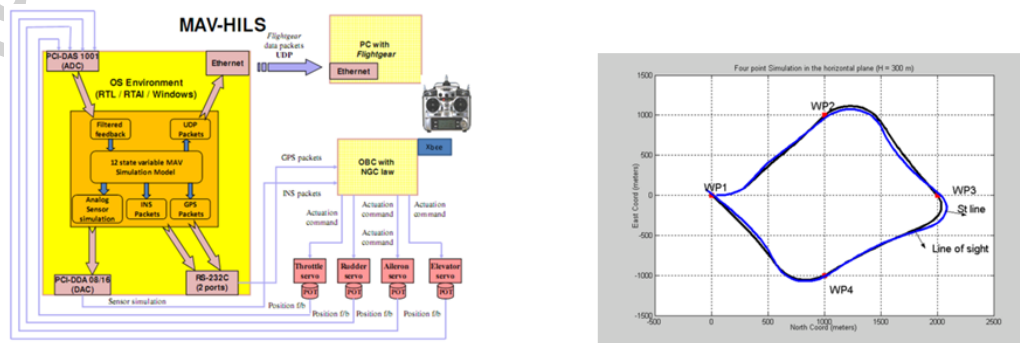 MAV-HILS
PCI-DAS 1001
(ADC)
Ethernet
OS Environment
(RTL / RTAI / Windows)
Filtered
feedback
UDP
Packets
12 state variable MAV
Simulation Model
Analog
Sensor
simulation
INS
Packets
GPS
Packets
PCI-DDA 08/16
(DAC)
RS-232C
(2 ports)
Sensor simulation
Flightgear
data packets
UDP
PC with
Flightgear
Ethernet
Xbee
GPS packets
INS packets
OBC with
NGC law
Actuation
command
Actuation
command
Actuation
command
Actuation
command
Throttle
servo
Rudder
servo
Aileron
servo
Elevator
servo
POT
POT
POT
POT
Position f/b
Position f/b
Position f/b
Position f/b
Four point Simulation in the horizontal plane (H = 300 m)
East Coord (meters)
1500
1000
500
0
-500
-1000
-1500
WP1
WP2
WP3
St line
Line of sight
WP4
-500
0
500
1000
1500
2000
2500
North Coord (meters)